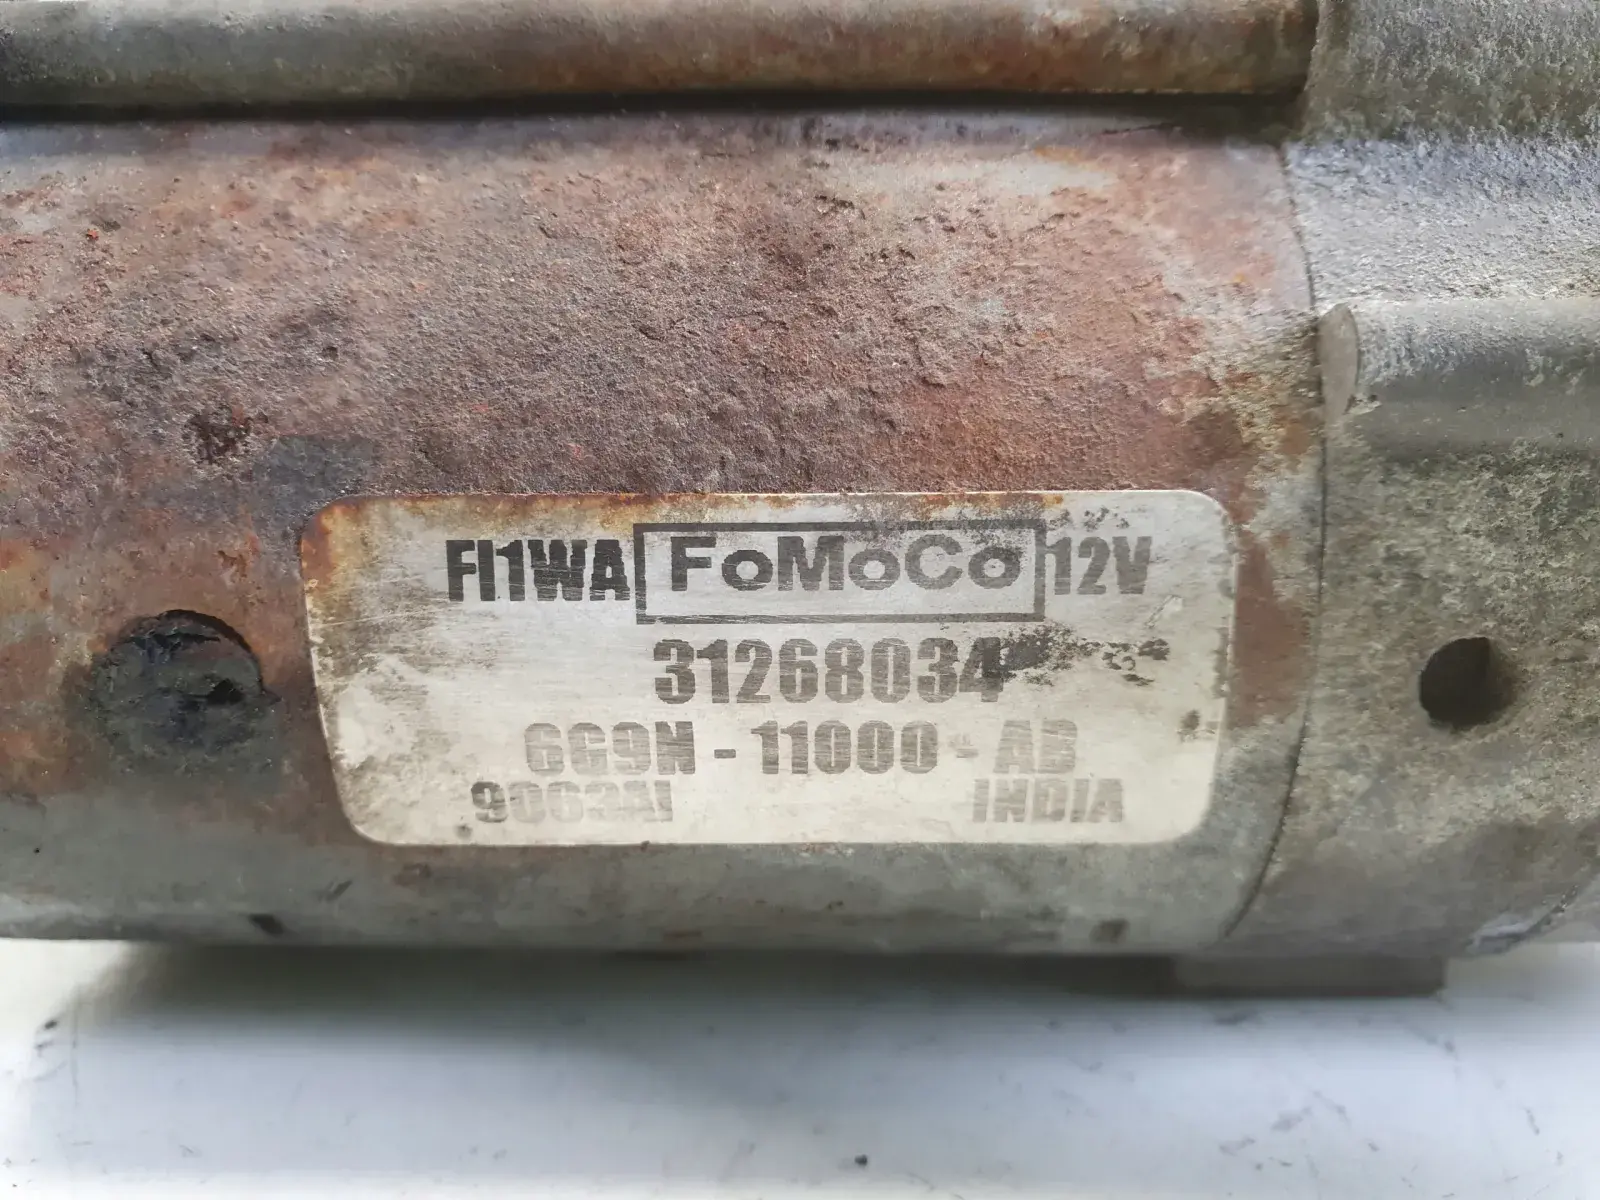 FI1WA FoMoCo 12V
31268034
6G9N - 11000 - AB
9063AI INDIA